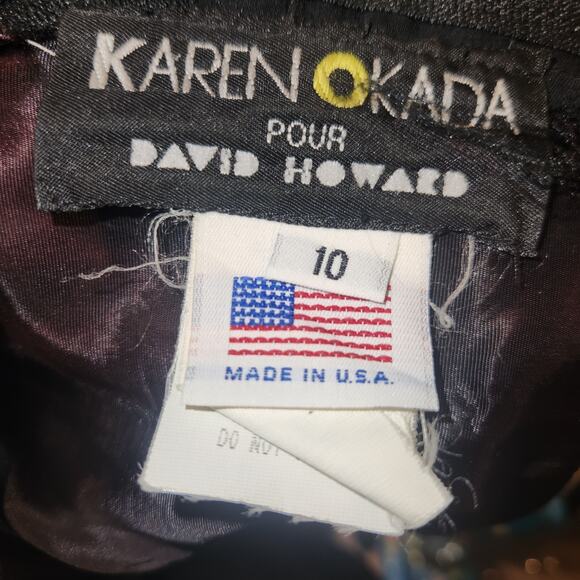 KAREN OKADA
POUR
DAVID HOWARD
10
MADE IN U.S.A.
DO NOT